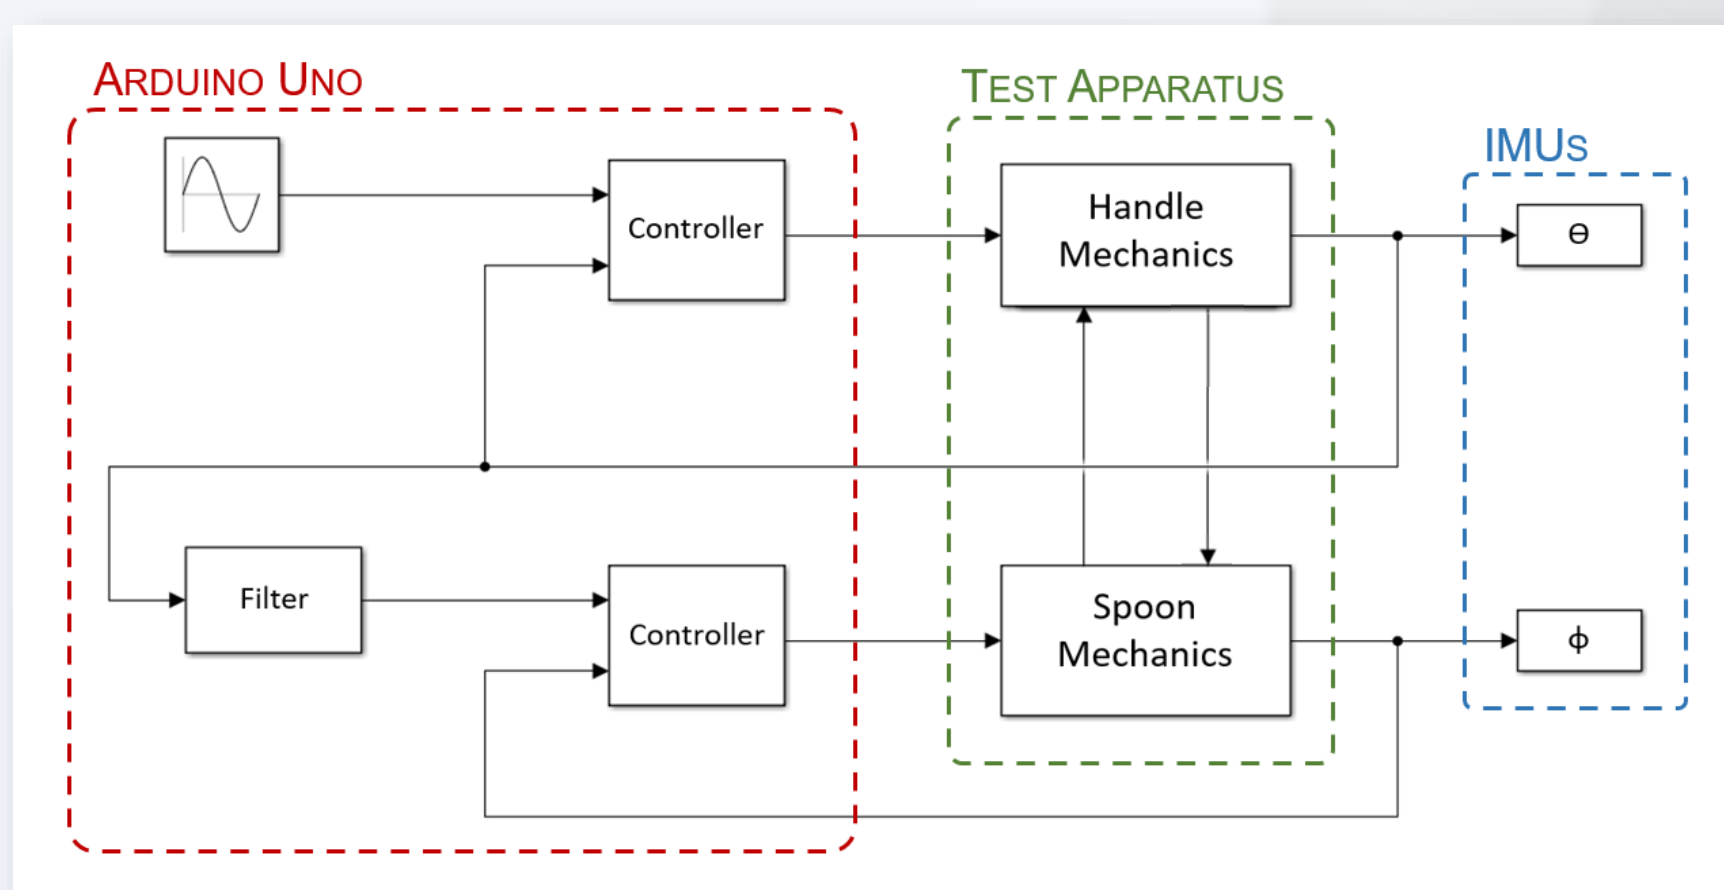 ARDUINO UNO
TEST APPARATUS
IMUS
Controller
Handle
Mechanics
ϴ
Filter
Controller
Spoon
Mechanics
ϕ